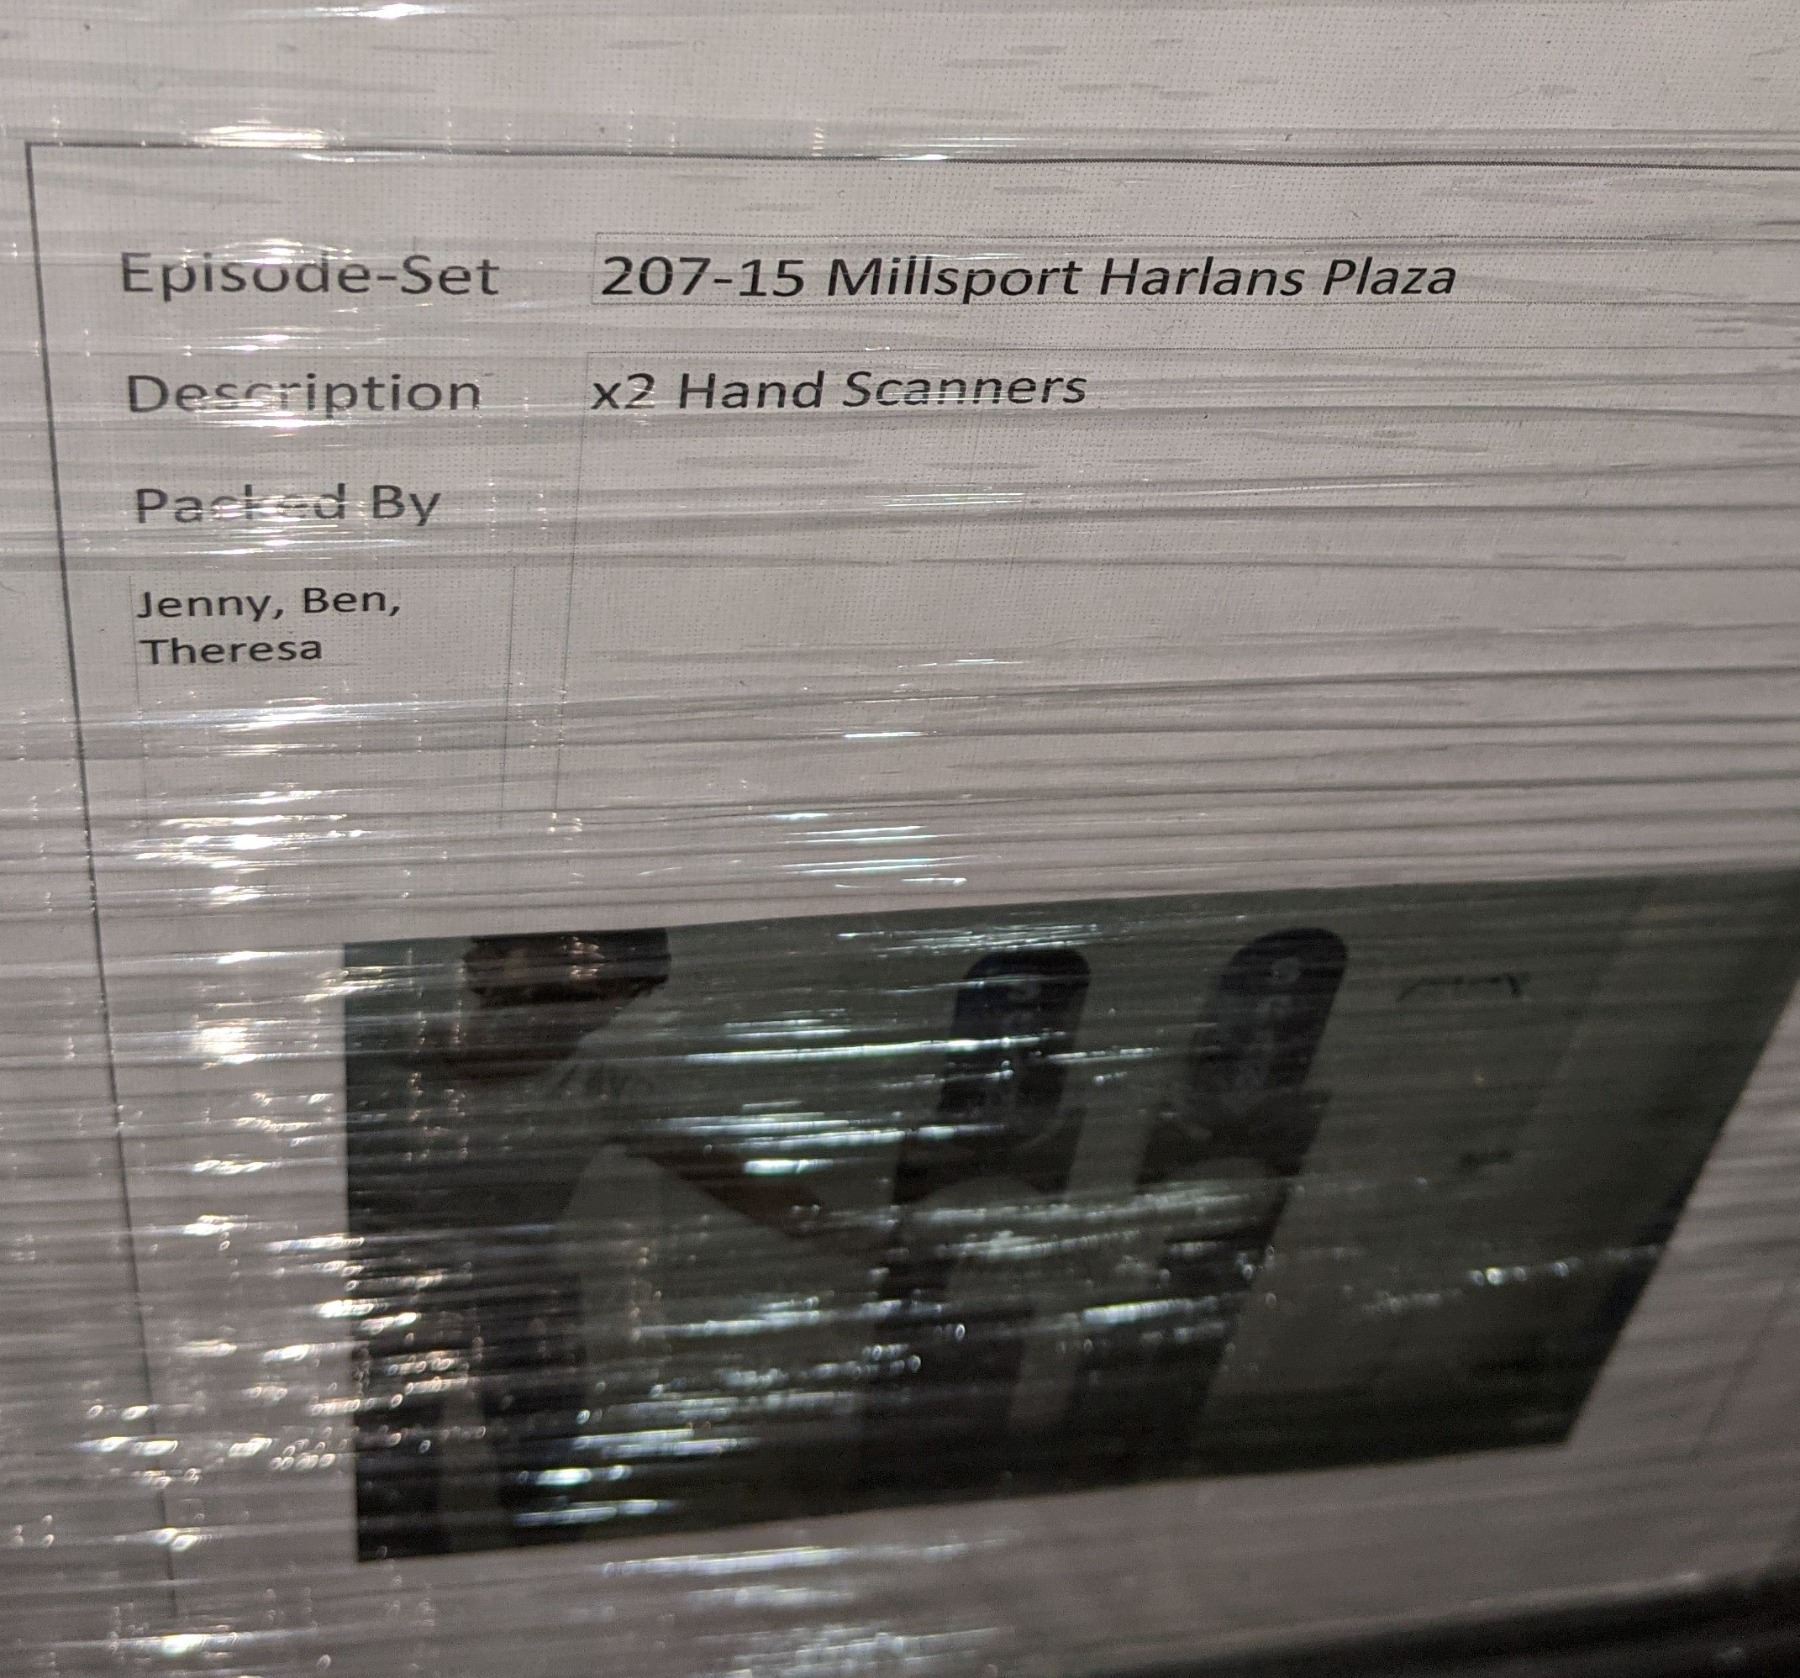 Episode-Set 207-15 Millsport Harlans Plaza
Description x2 Hand Scanners
Packed By
Jenny, Ben,
Theresa